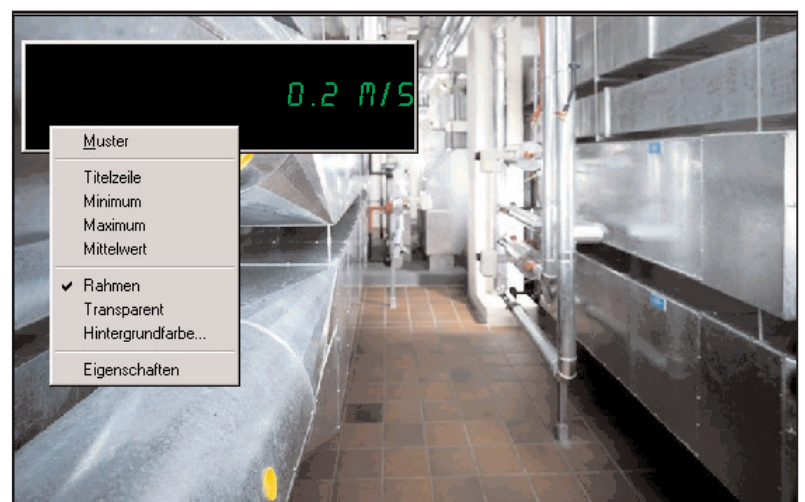 0.2 M/S
Muster
Titelzeile
Minimum
Maximum
Mittelwert
Rahmen
Transparent
Hintergrundfarbe...
Eigenschaften